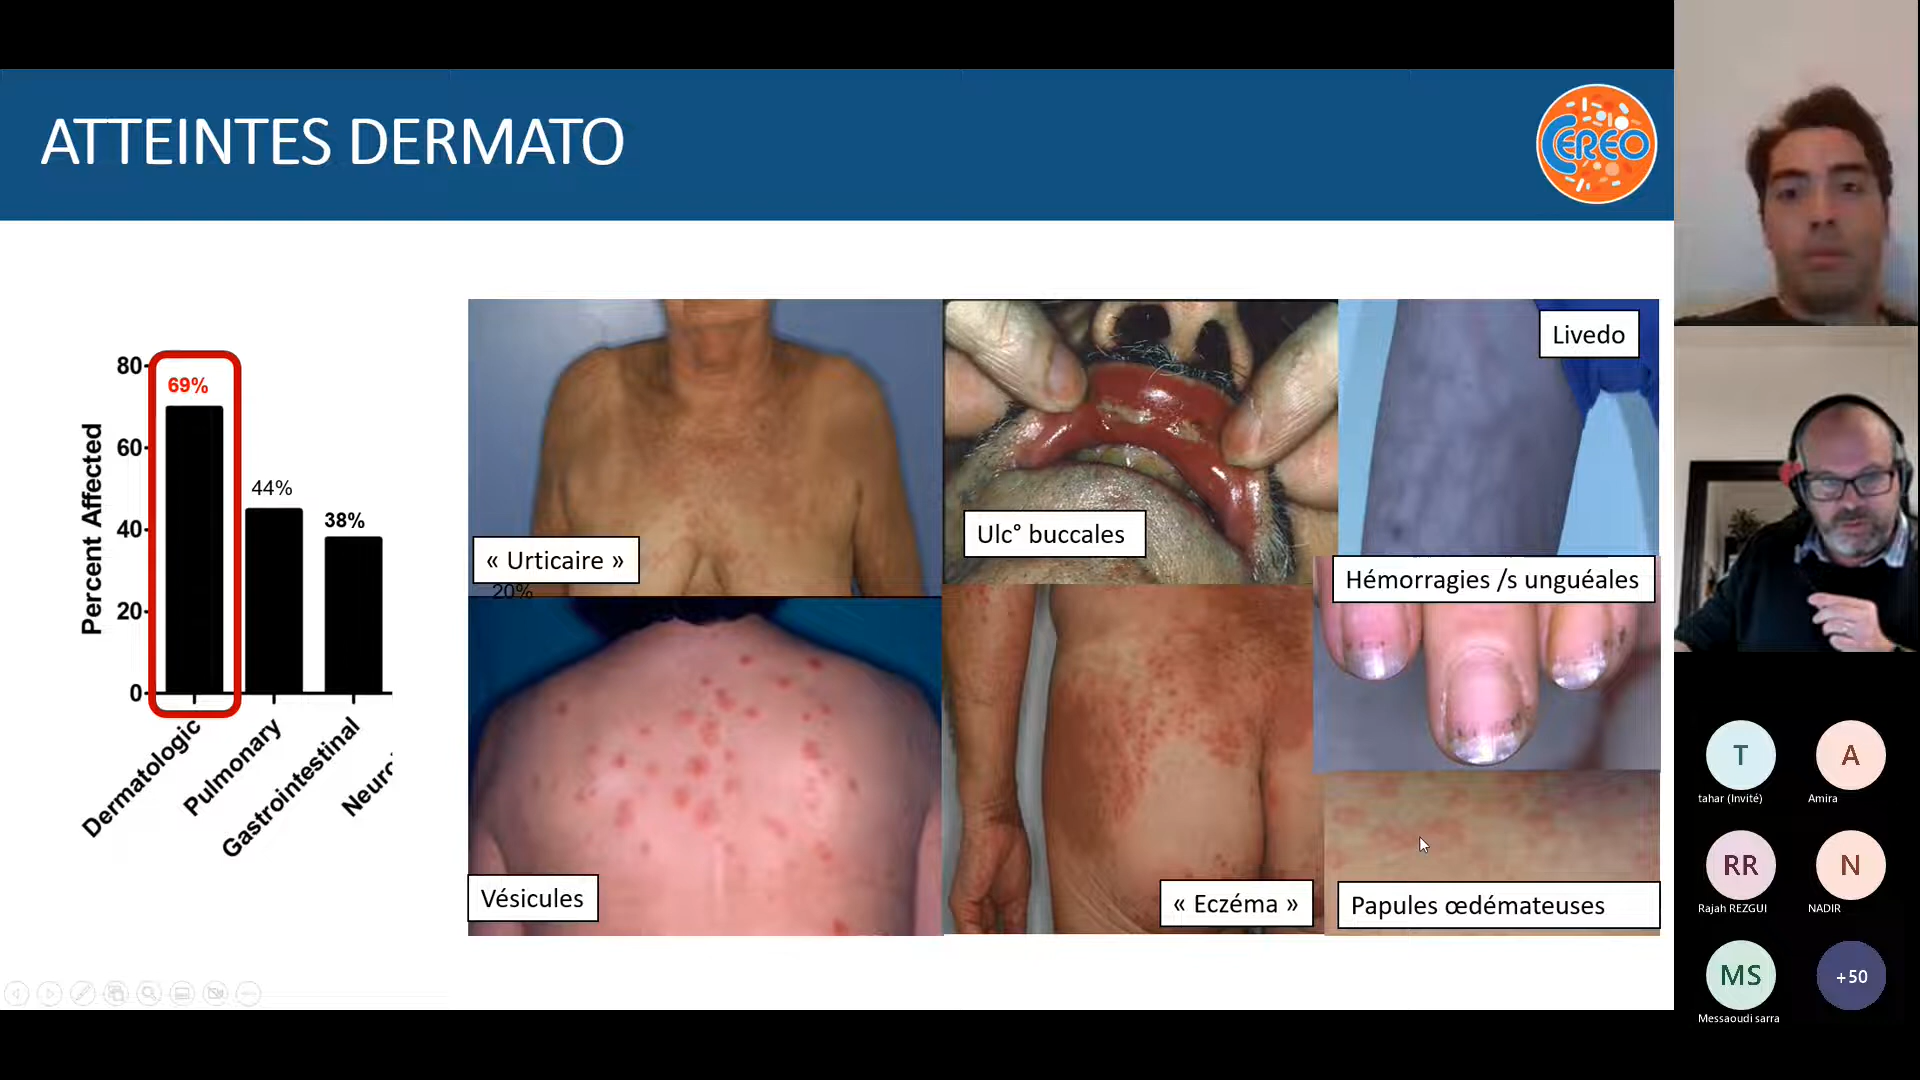 ATTEINTES DERMATO
CEREO
80
60
40
20
0
Percent Affected
69%
44%
38%
Dermatologic
Pulmonary
Gastrointestinal
Neuro
« Urticaire »
20%
Ulc° buccales
Livedo
Hémorragies /s unguéales
Vésicules
« Eczéma »
Papules œdémateuses
T
tahar (Invité)
A
Amira
RR
Rajah REZGUI
N
NADIR
MS
Messaoudi sarra
+50